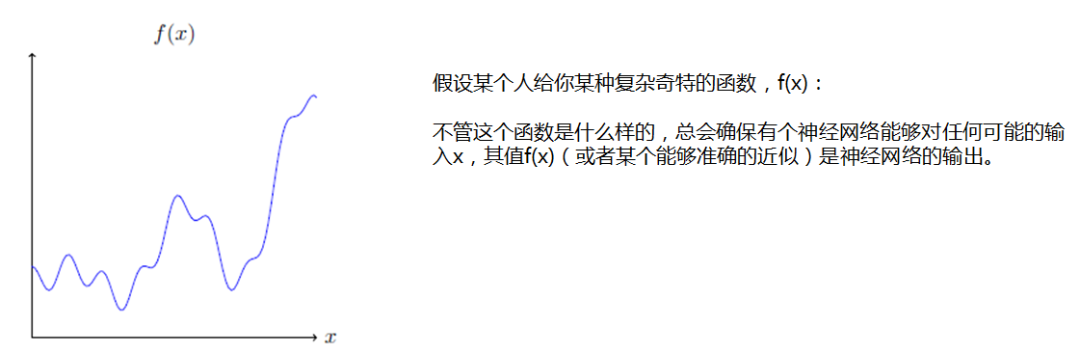 f(x)
假设某个人给你某种复杂奇特的函数，f(x)：
不管这个函数是什么样的，总会确保有个神经网络能够对任何可能的输
入x，其值f(x)（或者某个能够准确的近似）是神经网络的输出。
x